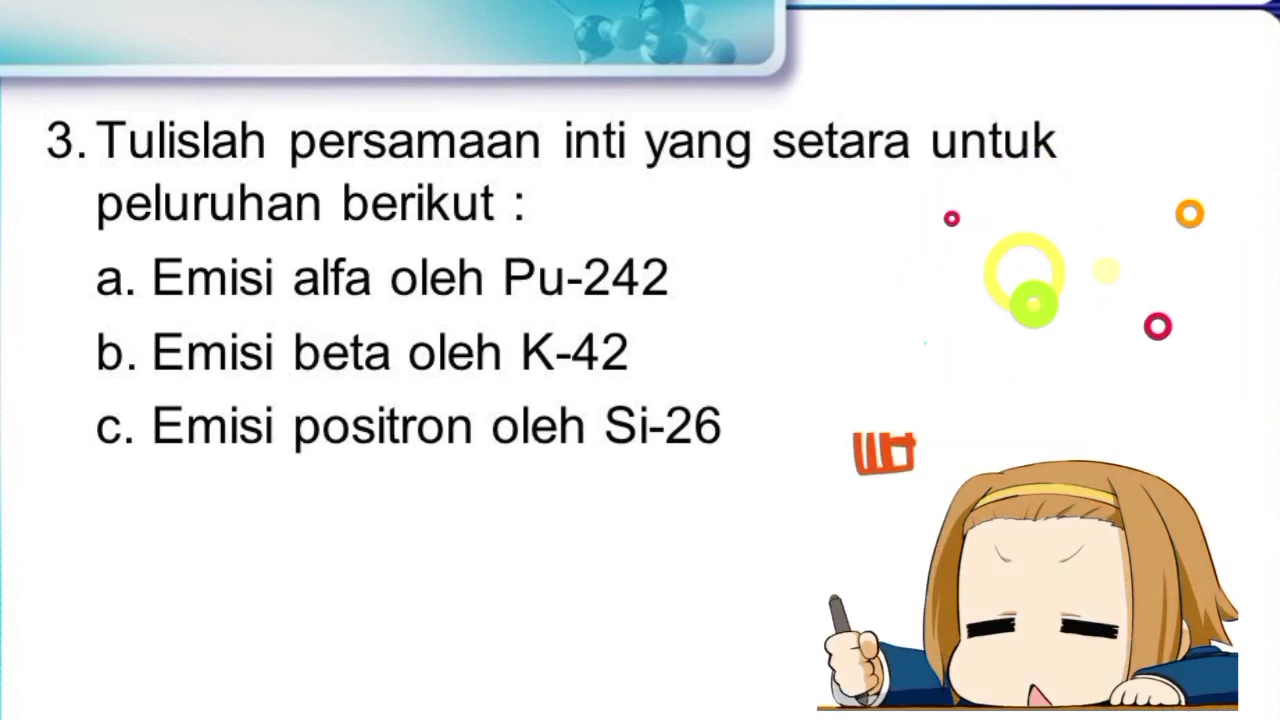 3. Tulislah persamaan inti yang setara untuk
peluruhan berikut :
a. Emisi alfa oleh Pu-242
b. Emisi beta oleh K-42
c. Emisi positron oleh Si-26